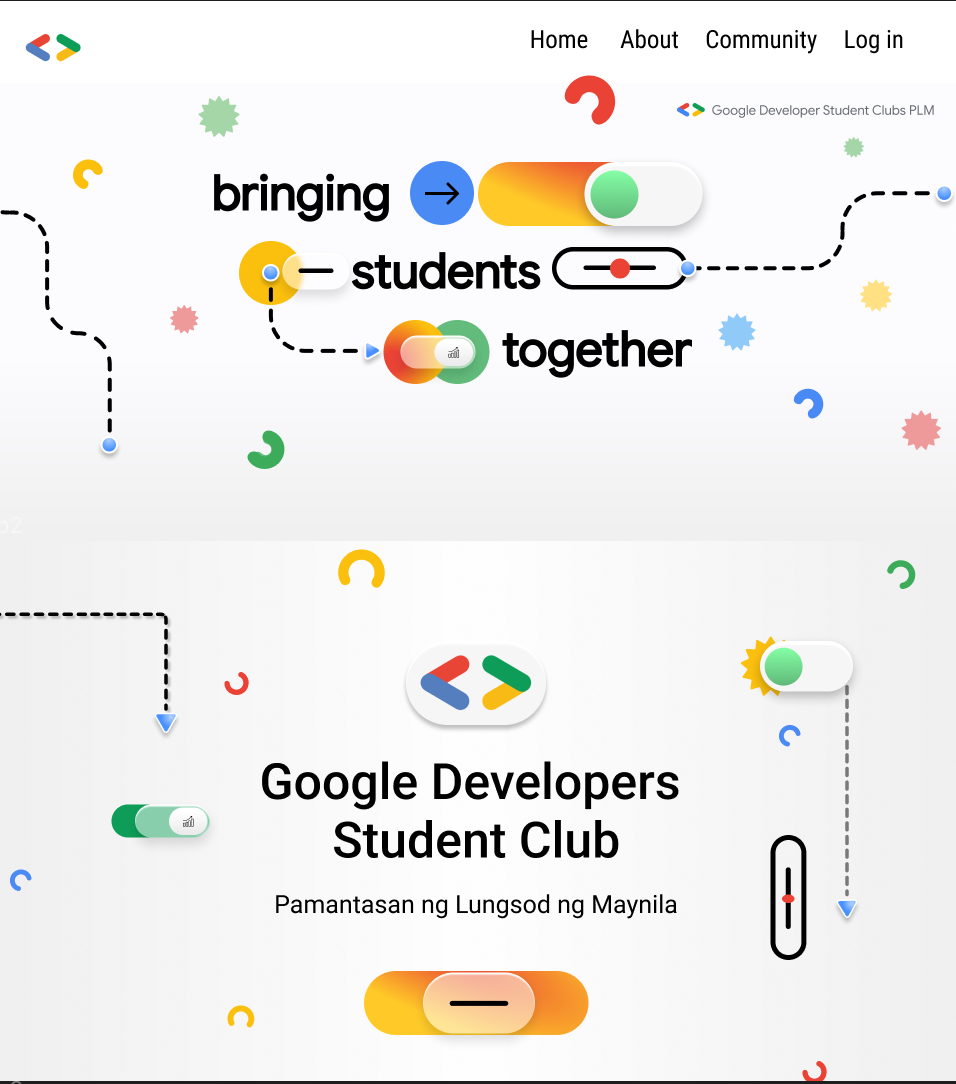 Home About Community Log in
Google Developer Student Clubs PLM
bringing
students
together
Google Developers
Student Club
Pamantasan ng Lungsod ng Maynila